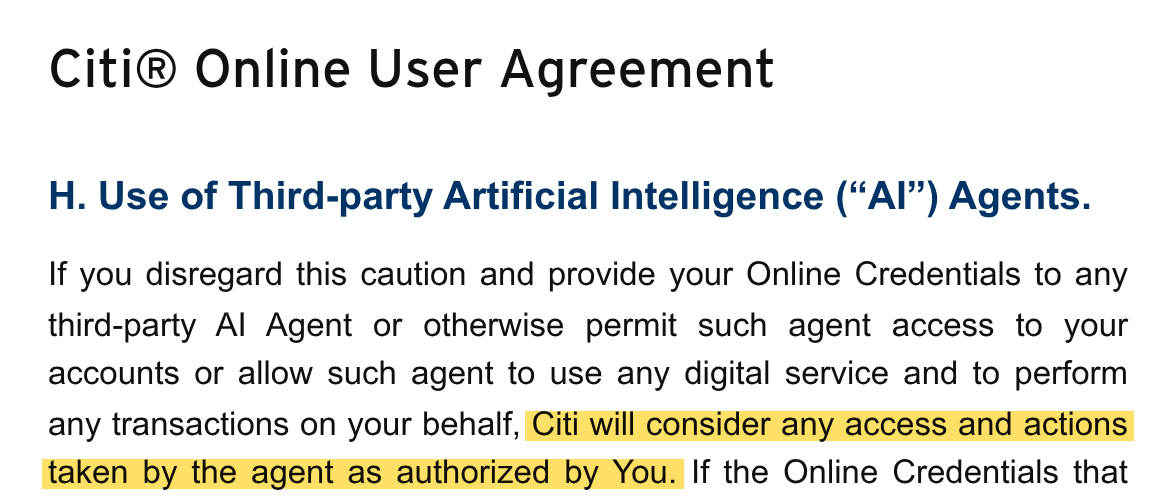 Citi® Online User Agreement
H. Use of Third-party Artificial Intelligence (“AI”) Agents.
If you disregard this caution and provide your Online Credentials to any
third-party AI Agent or otherwise permit such agent access to your
accounts or allow such agent to use any digital service and to perform
any transactions on your behalf, Citi will consider any access and actions
taken by the agent as authorized by You. If the Online Credentials that